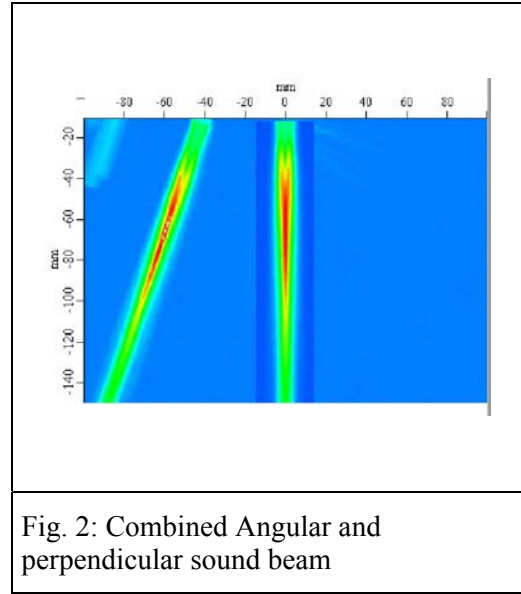 mm
-80 -60 -40 -20 0 20 40 60 80
-20
-40
-60
mm
-80
-100
-120
-140
Fig. 2: Combined Angular and
perpendicular sound beam